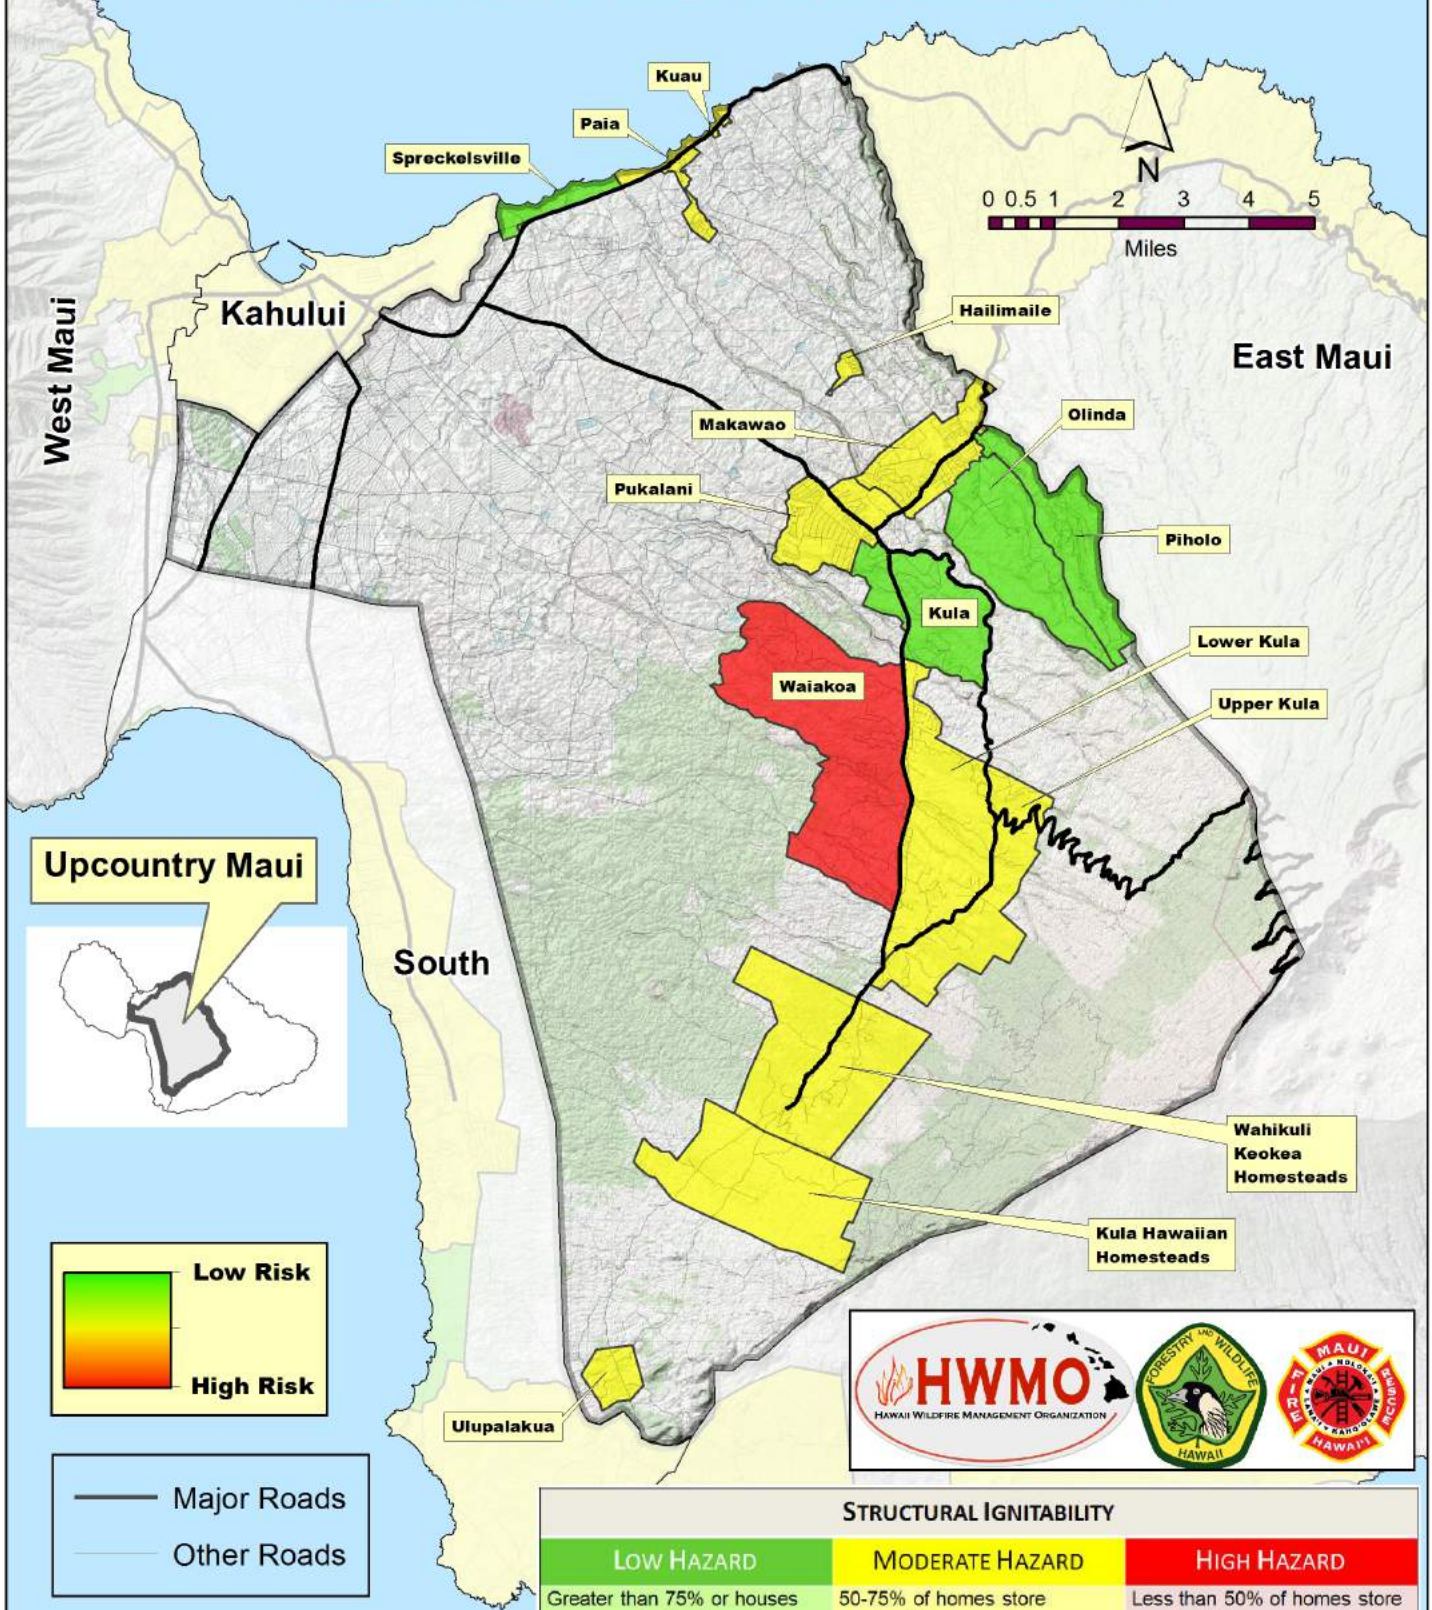 Kuau
Paia
Spreckelsville
N
0 0.5 1 2 3 4 5
Miles
Kahului
West Maui
Hailimaile
East Maui
Olinda
Makawao
Pukalani
Piholo
Kula
Lower Kula
Waiakoa
Upper Kula
Upcountry Maui
South
Wahikuli
Keokea
Homesteads
Kula Hawaiian
Homesteads
Low Risk
High Risk
Ulupalakua
HWMO
HAWAII WILDFIRE MANAGEMENT ORGANIZATION
FORESTRY AND WILDLIFE
HAWAII
MAUI
FIRE
RESCUE
HAWAI'I
Major Roads
Other Roads
STRUCTURAL IGNITABILITY
LOW HAZARD MODERATE HAZARD HIGH HAZARD
Greater than 75% or houses 50-75% of homes store Less than 50% of homes store